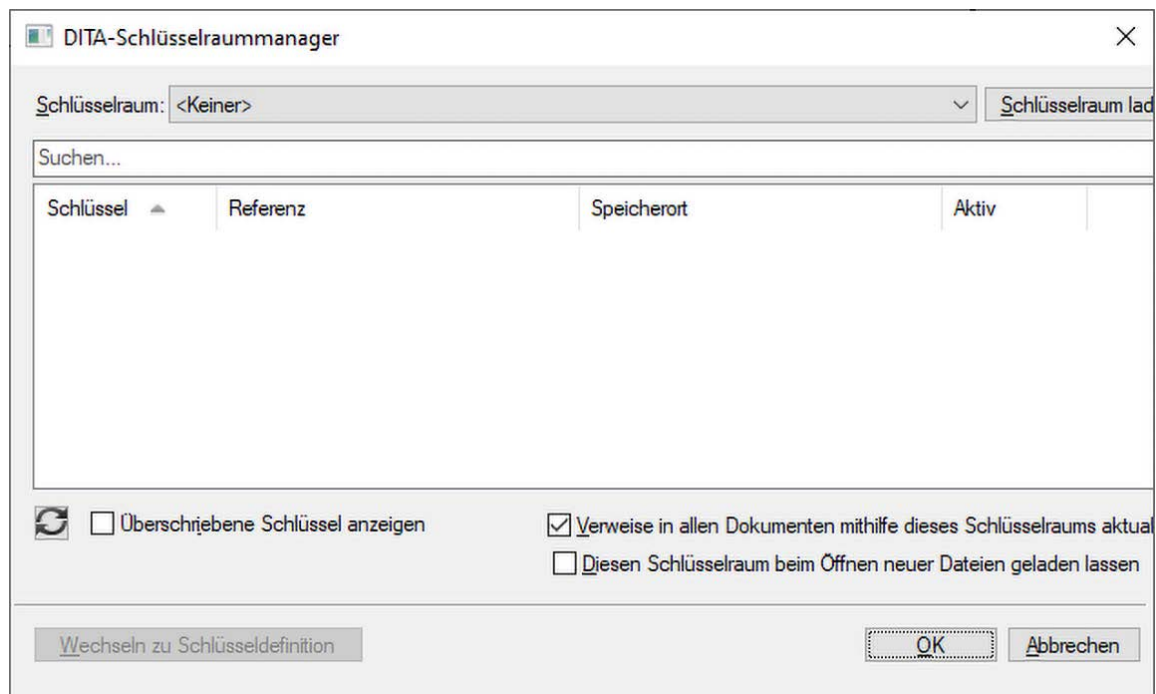 DITA-Schlüsselraummanager
Schlüsselraum: <Keiner> Schlüsselraum lad
Suchen...
Schlüssel Referenz Speicherort Aktiv
Überschriebene Schlüssel anzeigen Verweise in allen Dokumenten mithilfe dieses Schlüsselraums aktual
Diesen Schlüsselraum beim Öffnen neuer Dateien geladen lassen
Wechseln zu Schlüsseldefinition OK Abbrechen